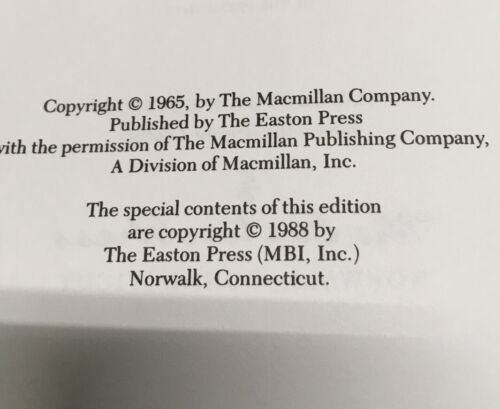 Copyright © 1965, by The Macmillan Company.
Published by The Easton Press
with the permission of The Macmillan Publishing Company,
A Division of Macmillan, Inc.
The special contents of this edition
are copyright © 1988 by
The Easton Press (MBI, Inc.)
Norwalk, Connecticut.